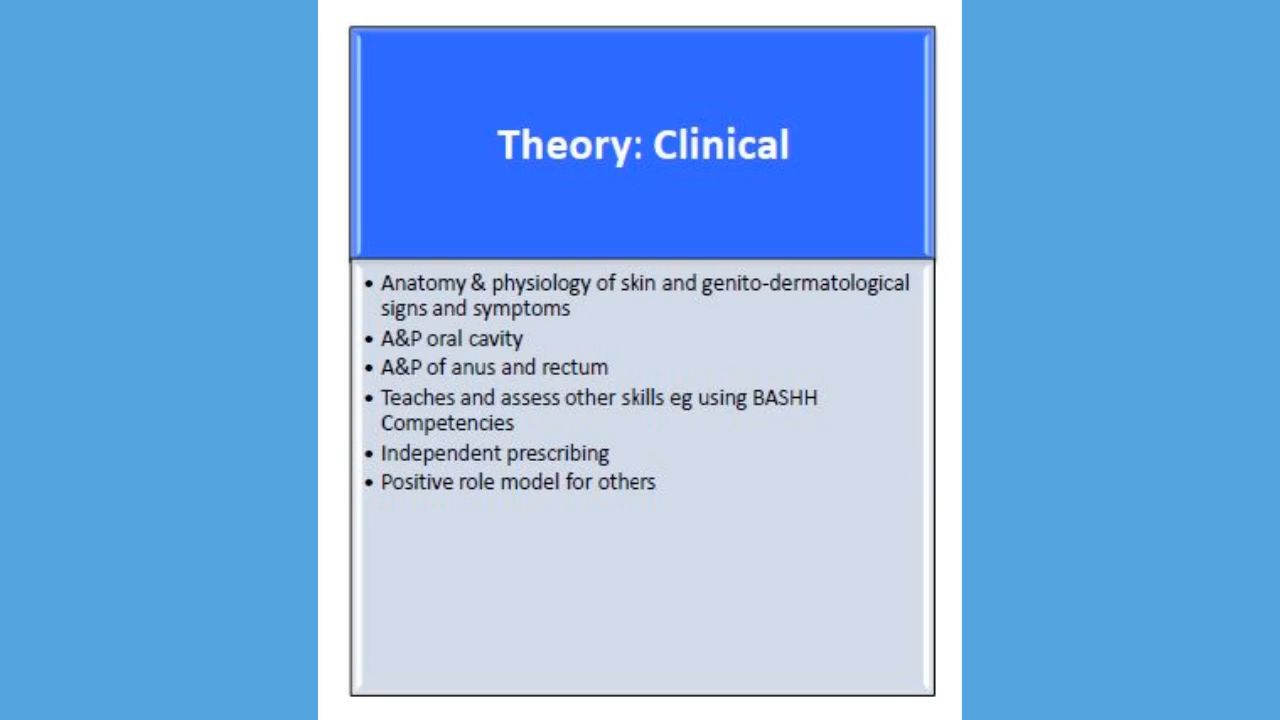 Theory: Clinical
• Anatomy & physiology of skin and genito-dermatological
signs and symptoms
• A&P oral cavity
• A&P of anus and rectum
• Teaches and assess other skills eg using BASHH
Competencies
• Independent prescribing
• Positive role model for others